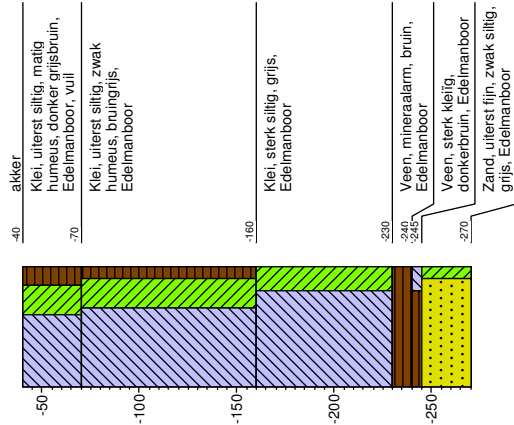 akker
-40
Klei, uiterst siltig, matig
humeus, donker grijsbruin,
Edelmanboor, vuil
-70
Klei, uiterst siltig, zwak
humeus, bruingrijs,
Edelmanboor
-160
Klei, sterk siltig, grijs,
Edelmanboor
-230
Veen, mineraalarm, bruin,
Edelmanboor
-240
-245
Veen, sterk kleiïg,
donkerbruin, Edelmanboor
-270
Zand, uiterst fijn, zwak siltig,
grijs, Edelmanboor
-50
-100
-150
-200
-250